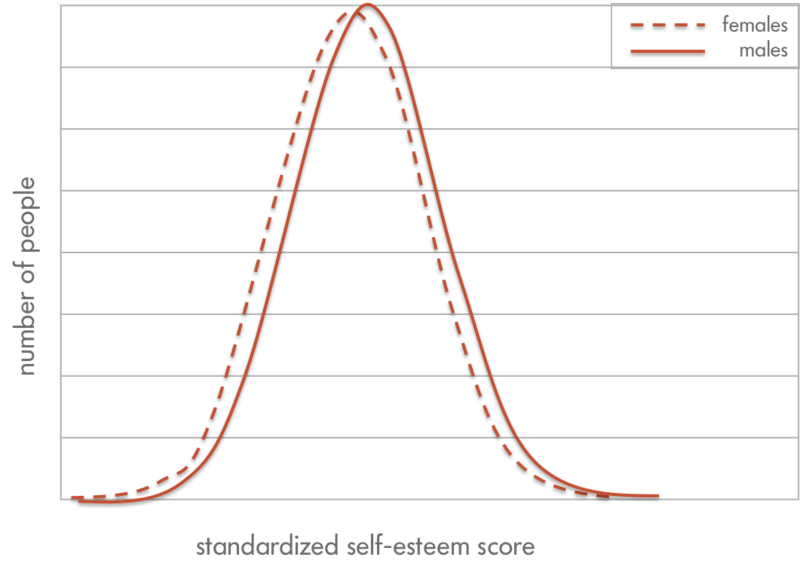 females
males
number of people
standardized self-esteem score